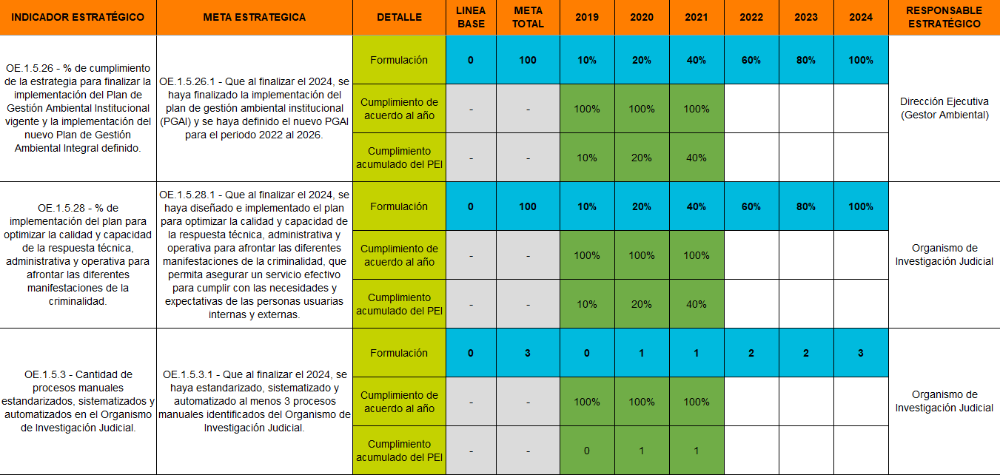 INDICADOR ESTRATÉGICO META ESTRATEGICA DETALLE LINEA BASE META TOTAL 2019 2020 2021 2022 2023 2024 RESPONSABLE ESTRATÉGICO
OE.1.5.26 - % de cumplimiento
de la estrategia para finalizar la
implementación del Plan de
Gestión Ambiental Institucional
vigente y la implementación del
nuevo Plan de Gestión
Ambiental Integral definido.
OE.1.5.26.1 - Que al finalizar el 2024, se
haya finalizado la implementación del
plan de gestión ambiental institucional
(PGAI) y se haya definido el nuevo PGAI
para el periodo 2022 al 2026.
Formulación 0 100 10% 20% 40% 60% 80% 100%
Cumplimiento de
acuerdo al año - - 100% 100% 100%
Cumplimiento
acumulado del PEI - - 10% 20% 40%
Dirección Ejecutiva
(Gestor Ambiental)
OE.1.5.28 - % de
implementación del plan para
optimizar la calidad y capacidad
de la respuesta técnica,
administrativa y operativa para
afrontar las diferentes
manifestaciones de la
criminalidad.
OE.1.5.28.1 - Que al finalizar el 2024, se
haya diseñado e implementado el plan
para optimizar la calidad y capacidad de
la respuesta técnica, administrativa y
operativa para afrontar las diferentes
manifestaciones de la criminalidad, que
permita asegurar un servicio efectivo
para cumplir con las necesidades y
expectativas de las personas usuarias
internas y externas.
Formulación 0 100 10% 20% 40% 60% 80% 100%
Cumplimiento de
acuerdo al año - - 100% 100% 100%
Cumplimiento
acumulado del PEI - - 10% 20% 40%
Organismo de
Investigación Judicial
OE.1.5.3 - Cantidad de
procesos manuales
estandarizados, sistematizados y
automatizados en el Organismo
de Investigación Judicial.
OE.1.5.3.1 - Que al finalizar el 2024, se
haya estandarizado, sistematizado y
automatizado al menos 3 procesos
manuales identificados del Organismo de
Investigación Judicial.
Formulación 0 3 0 1 1 2 2 3
Cumplimiento de
acuerdo al año - - 100% 100% 100%
Cumplimiento
acumulado del PEI - - 0 1 1
Organismo de
Investigación Judicial